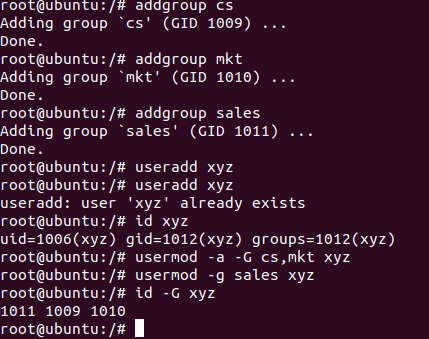 root@ubuntu:/# addgroup cs
Adding group `cs' (GID 1009) ...
Done.
root@ubuntu:/# addgroup mkt
Adding group `mkt' (GID 1010) ...
Done.
root@ubuntu:/# addgroup sales
Adding group `sales' (GID 1011) ...
Done.
root@ubuntu:/# useradd xyz
root@ubuntu:/# useradd xyz
useradd: user 'xyz' already exists
root@ubuntu:/# id xyz
uid=1006(xyz) gid=1012(xyz) groups=1012(xyz)
root@ubuntu:/# usermod -a -G cs,mkt xyz
root@ubuntu:/# usermod -g sales xyz
root@ubuntu:/# id -G xyz
1011 1009 1010
root@ubuntu:/#